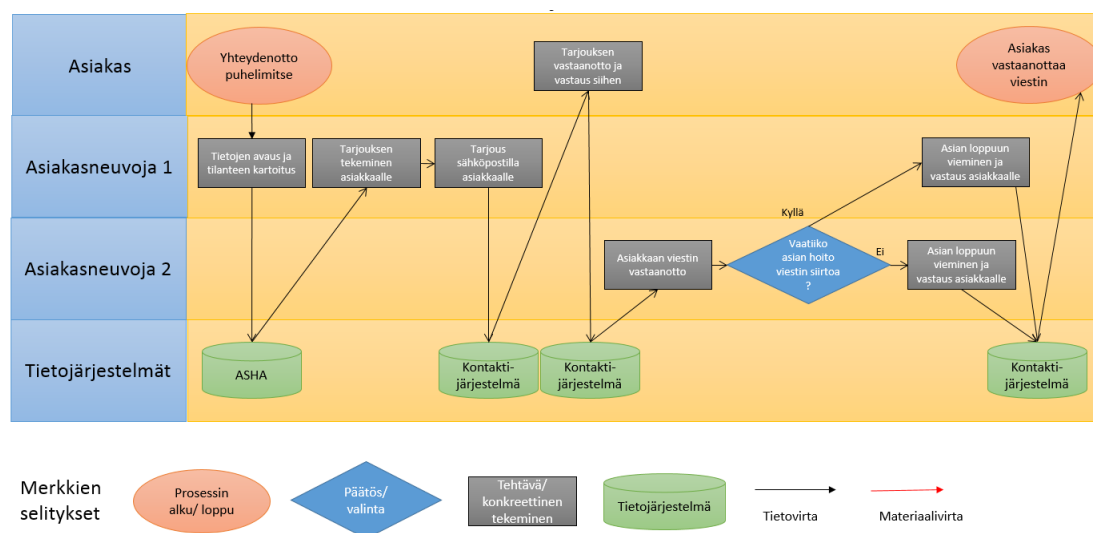 Asiakas
Yhteydenotto
puhelimitse
Tarjouksen
vastaanotto ja
vastaus siihen
Asiakas
vastaanottaa
viestin
Asiakasneuvoja 1
Tietojen avaus ja
tilanteen kartoitus
Tarjouksen
tekeminen
asiakkaalle
Tarjous
sähköpostilla
asiakkaalle
Asian loppuun
vieminen ja
vastaus asiakkaalle
Kyllä
Asiakasneuvoja 2
Asiakkaan viestin
vastaanotto
Vaatiiko
asian hoito
viestin siirtoa
?
Ei
Asian loppuun
vieminen ja
vastaus asiakkaalle
Tietojärjestelmät
ASHA
Kontakti-
järjestelmä
Kontakti-
järjestelmä
Kontakti-
järjestelmä
Merkkien
selitykset
Prosessin
alku/ loppu
Päätös/
valinta
Tehtävä/
konkreettinen
tekeminen
Tietojärjestelmä
Tietovirta
Materiaalivirta